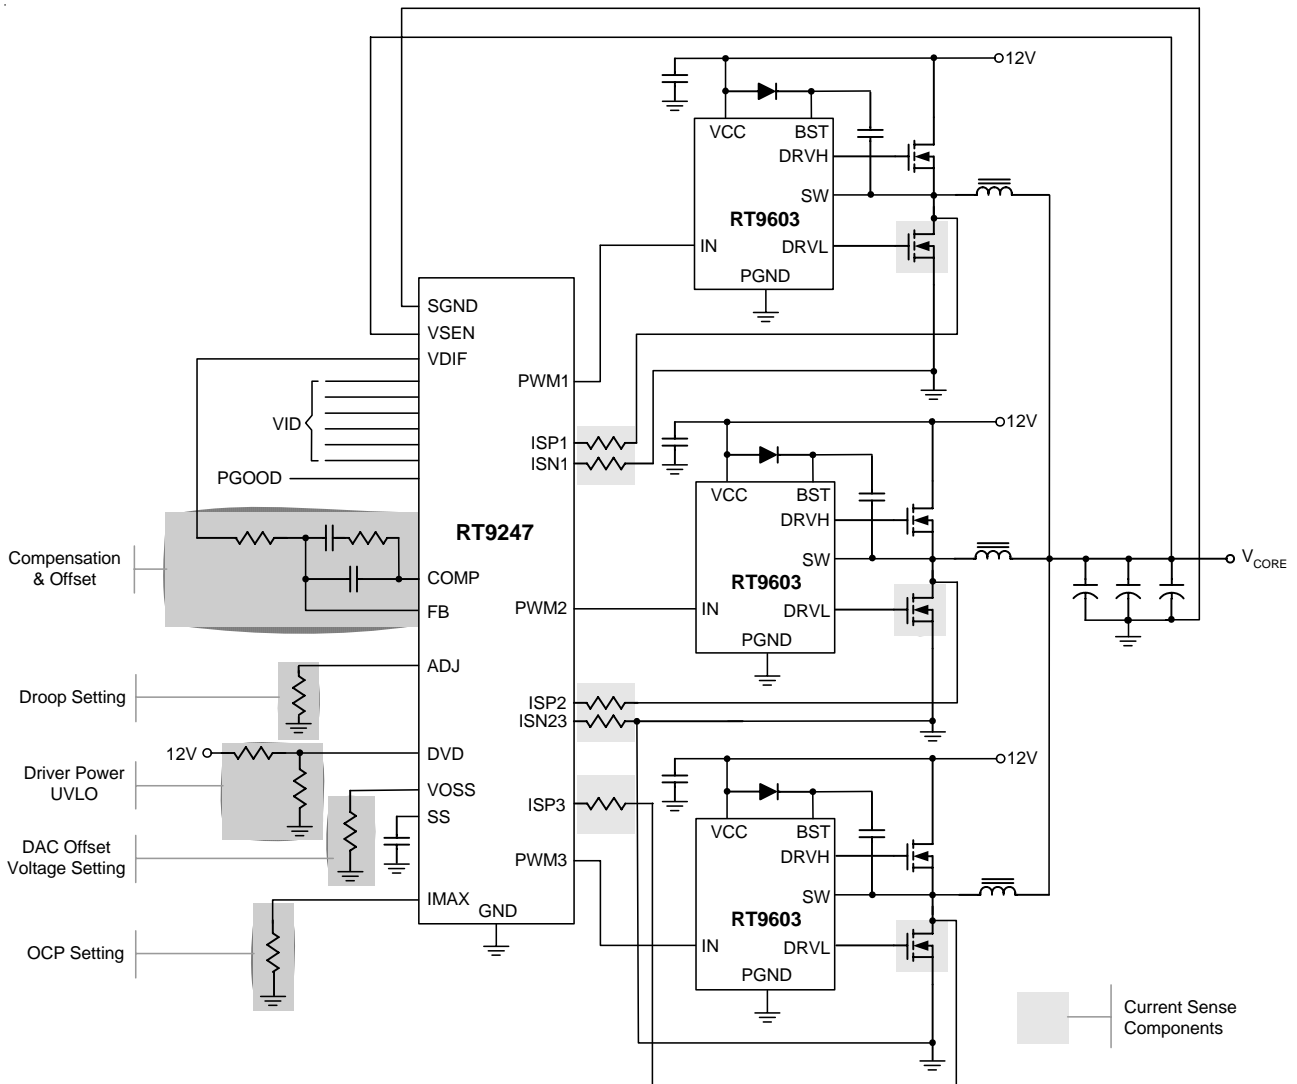 12V
VCC
BST
DRVH
SW
RT9603
IN
DRVL
PGND
SGND
VSEN
VDIF
PWM1
VID
ISP1
ISN1
PGOOD
RT9247
Compensation
& Offset
COMP
FB
PWM2
ADJ
Droop Setting
ISP2
ISN23
12V
DVD
Driver Power
UVLO
VOSS
ISP3
SS
DAC Offset
Voltage Setting
PWM3
IMAX
GND
OCP Setting
12V
VCC
BST
DRVH
SW
RT9603
IN
DRVL
PGND
VCORE
12V
VCC
BST
DRVH
SW
RT9603
IN
DRVL
PGND
Current Sense
Components